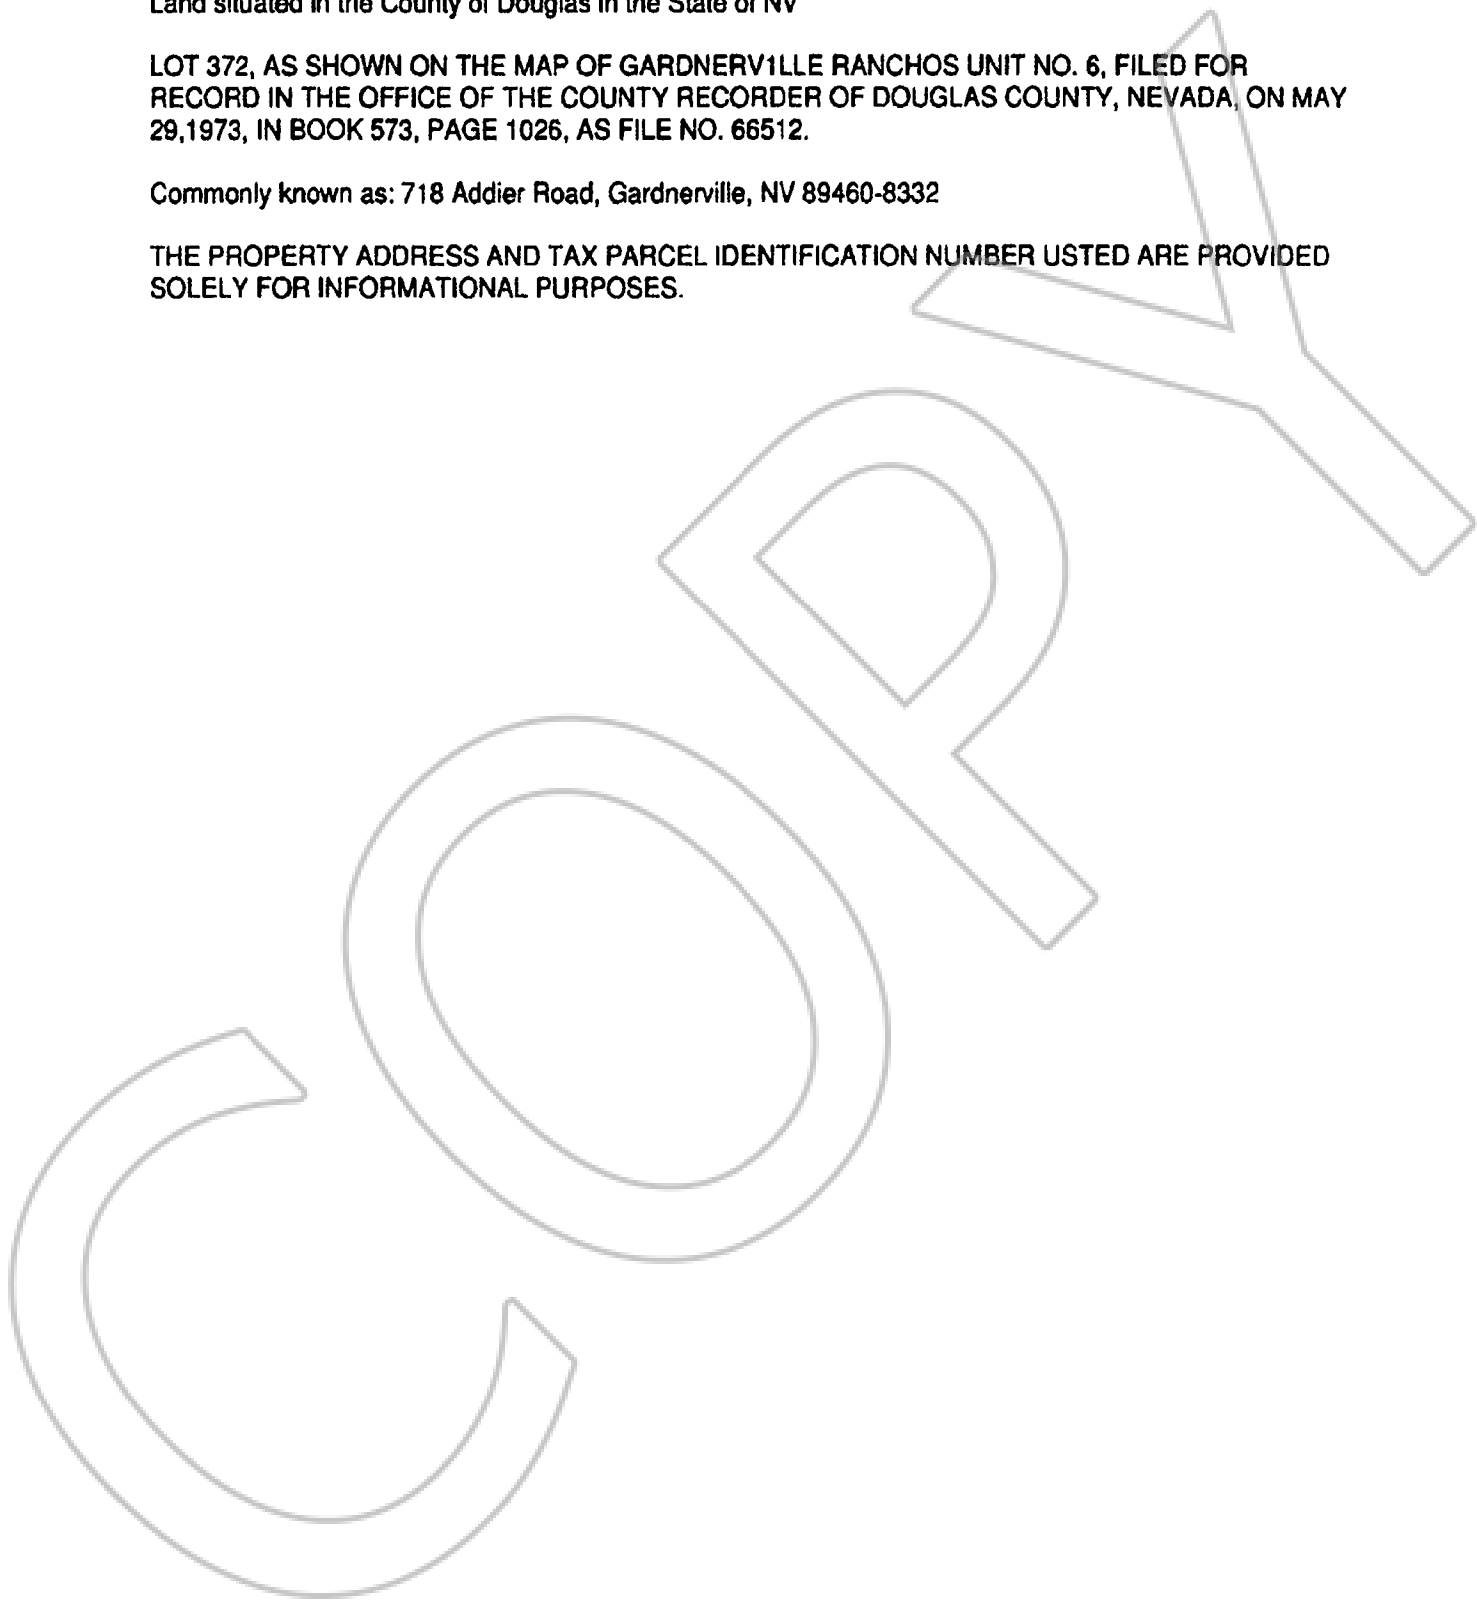 Land situated in the County of Douglas in the State of NV
LOT 372, AS SHOWN ON THE MAP OF GARDNERV1LLE RANCHOS UNIT NO. 6, FILED FOR
RECORD IN THE OFFICE OF THE COUNTY RECORDER OF DOUGLAS COUNTY, NEVADA, ON MAY
29,1973, IN BOOK 573, PAGE 1026, AS FILE NO. 66512.
Commonly known as: 718 Addier Road, Gardnerville, NV 89460-8332
THE PROPERTY ADDRESS AND TAX PARCEL IDENTIFICATION NUMBER USTED ARE PROVIDED
SOLELY FOR INFORMATIONAL PURPOSES.
COPY